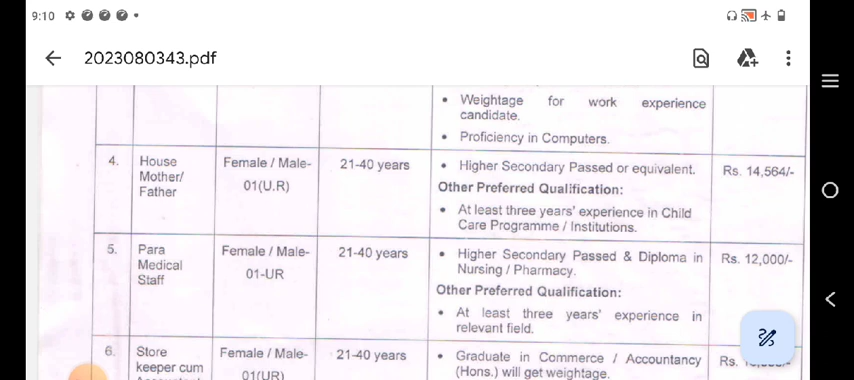 9:10
2023080343.pdf
• Weightage for work experience
candidate.
• Proficiency in Computers.
4. House Female / Male- 21-40 years • Higher Secondary Passed or equivalent. Rs. 14,564/-
Mother/ 01(U.R) Other Preferred Qualification:
Father • At least three years' experience in Child
Care Programme / Institutions.
5. Para Female / Male- 21-40 years • Higher Secondary Passed & Diploma in Rs. 12,000/-
Medical 01-UR Nursing / Pharmacy.
Staff Other Preferred Qualification:
• At least three years' experience in
relevant field.
6. Store Female / Male- 21-40 years • Graduate in Commerce / Accountancy Rs.
keeper cum 01(UR) (Hons.) will get weightage.